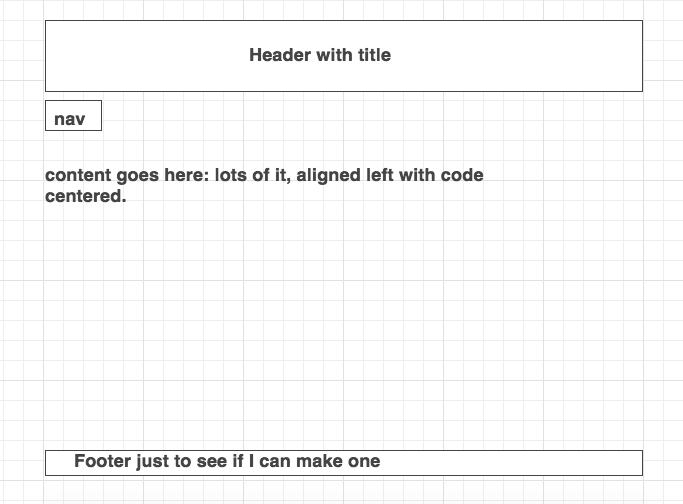 Header with title
nav
content goes here: lots of it, aligned left with code
centered.
Footer just to see if I can make one